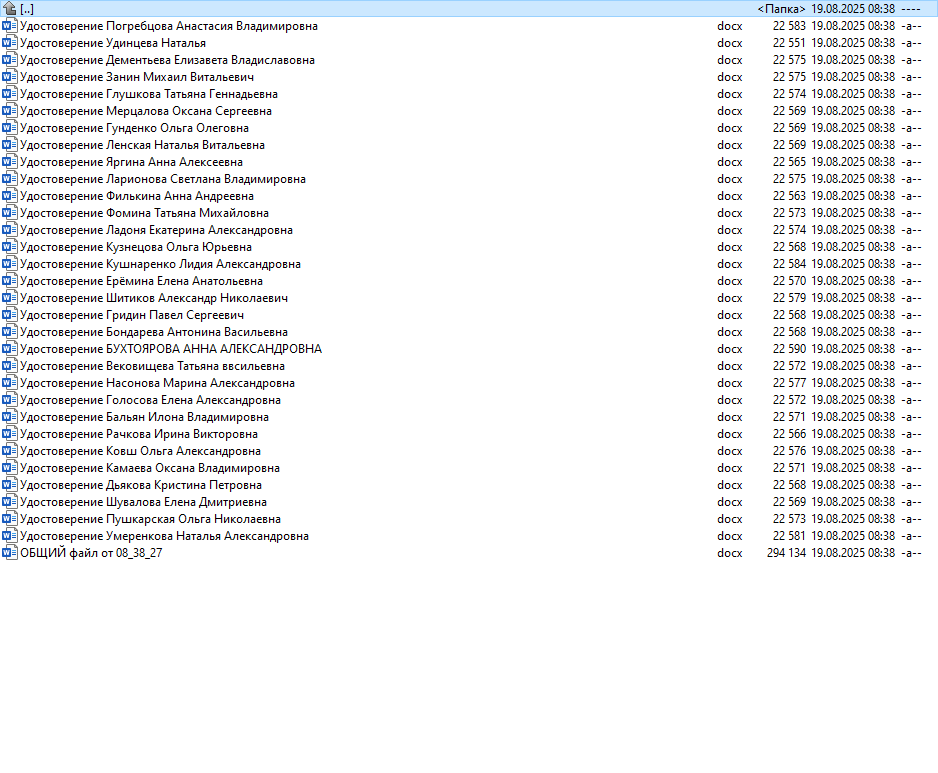 [..] <Папка> 19.08.2025 08:38 ----
Удостоверение Погребцова Анастасия Владимировна docx 22 583 19.08.2025 08:38 -a--
Удостоверение Удинцева Наталья docx 22 551 19.08.2025 08:38 -a--
Удостоверение Дементьева Елизавета Владиславовна docx 22 575 19.08.2025 08:38 -a--
Удостоверение Занин Михаил Витальевич docx 22 575 19.08.2025 08:38 -a--
Удостоверение Глушкова Татьяна Геннадьевна docx 22 574 19.08.2025 08:38 -a--
Удостоверение Мерцалова Оксана Сергеевна docx 22 569 19.08.2025 08:38 -a--
Удостоверение Гунденко Ольга Олеговна docx 22 569 19.08.2025 08:38 -a--
Удостоверение Ленская Наталья Витальевна docx 22 569 19.08.2025 08:38 -a--
Удостоверение Яргина Анна Алексеевна docx 22 565 19.08.2025 08:38 -a--
Удостоверение Ларионова Светлана Владимировна docx 22 575 19.08.2025 08:38 -a--
Удостоверение Филькина Анна Андреевна docx 22 563 19.08.2025 08:38 -a--
Удостоверение Фомина Татьяна Михайловна docx 22 573 19.08.2025 08:38 -a--
Удостоверение Ладоня Екатерина Александровна docx 22 574 19.08.2025 08:38 -a--
Удостоверение Кузнецова Ольга Юрьевна docx 22 568 19.08.2025 08:38 -a--
Удостоверение Кушнаренко Лидия Александровна docx 22 584 19.08.2025 08:38 -a--
Удостоверение Ерёмина Елена Анатольевна docx 22 570 19.08.2025 08:38 -a--
Удостоверение Шитиков Александр Николаевич docx 22 579 19.08.2025 08:38 -a--
Удостоверение Гридин Павел Сергеевич docx 22 568 19.08.2025 08:38 -a--
Удостоверение Бондарева Антонина Васильевна docx 22 568 19.08.2025 08:38 -a--
Удостоверение БУХТОЯРОВА АННА АЛЕКСАНДРОВНА docx 22 590 19.08.2025 08:38 -a--
Удостоверение Вековищева Татьяна ввсильевна docx 22 572 19.08.2025 08:38 -a--
Удостоверение Насонова Марина Александровна docx 22 577 19.08.2025 08:38 -a--
Удостоверение Голосова Елена Александровна docx 22 572 19.08.2025 08:38 -a--
Удостоверение Бальян Илона Владимировна docx 22 571 19.08.2025 08:38 -a--
Удостоверение Рачкова Ирина Викторовна docx 22 566 19.08.2025 08:38 -a--
Удостоверение Ковш Ольга Александровна docx 22 576 19.08.2025 08:38 -a--
Удостоверение Камаева Оксана Владимировна docx 22 571 19.08.2025 08:38 -a--
Удостоверение Дьякова Кристина Петровна docx 22 568 19.08.2025 08:38 -a--
Удостоверение Шувалова Елена Дмитриевна docx 22 569 19.08.2025 08:38 -a--
Удостоверение Пушкарская Ольга Николаевна docx 22 573 19.08.2025 08:38 -a--
Удостоверение Умеренкова Наталья Александровна docx 22 581 19.08.2025 08:38 -a--
ОБЩИЙ файл от 08_38_27 docx 294 134 19.08.2025 08:38 -a--